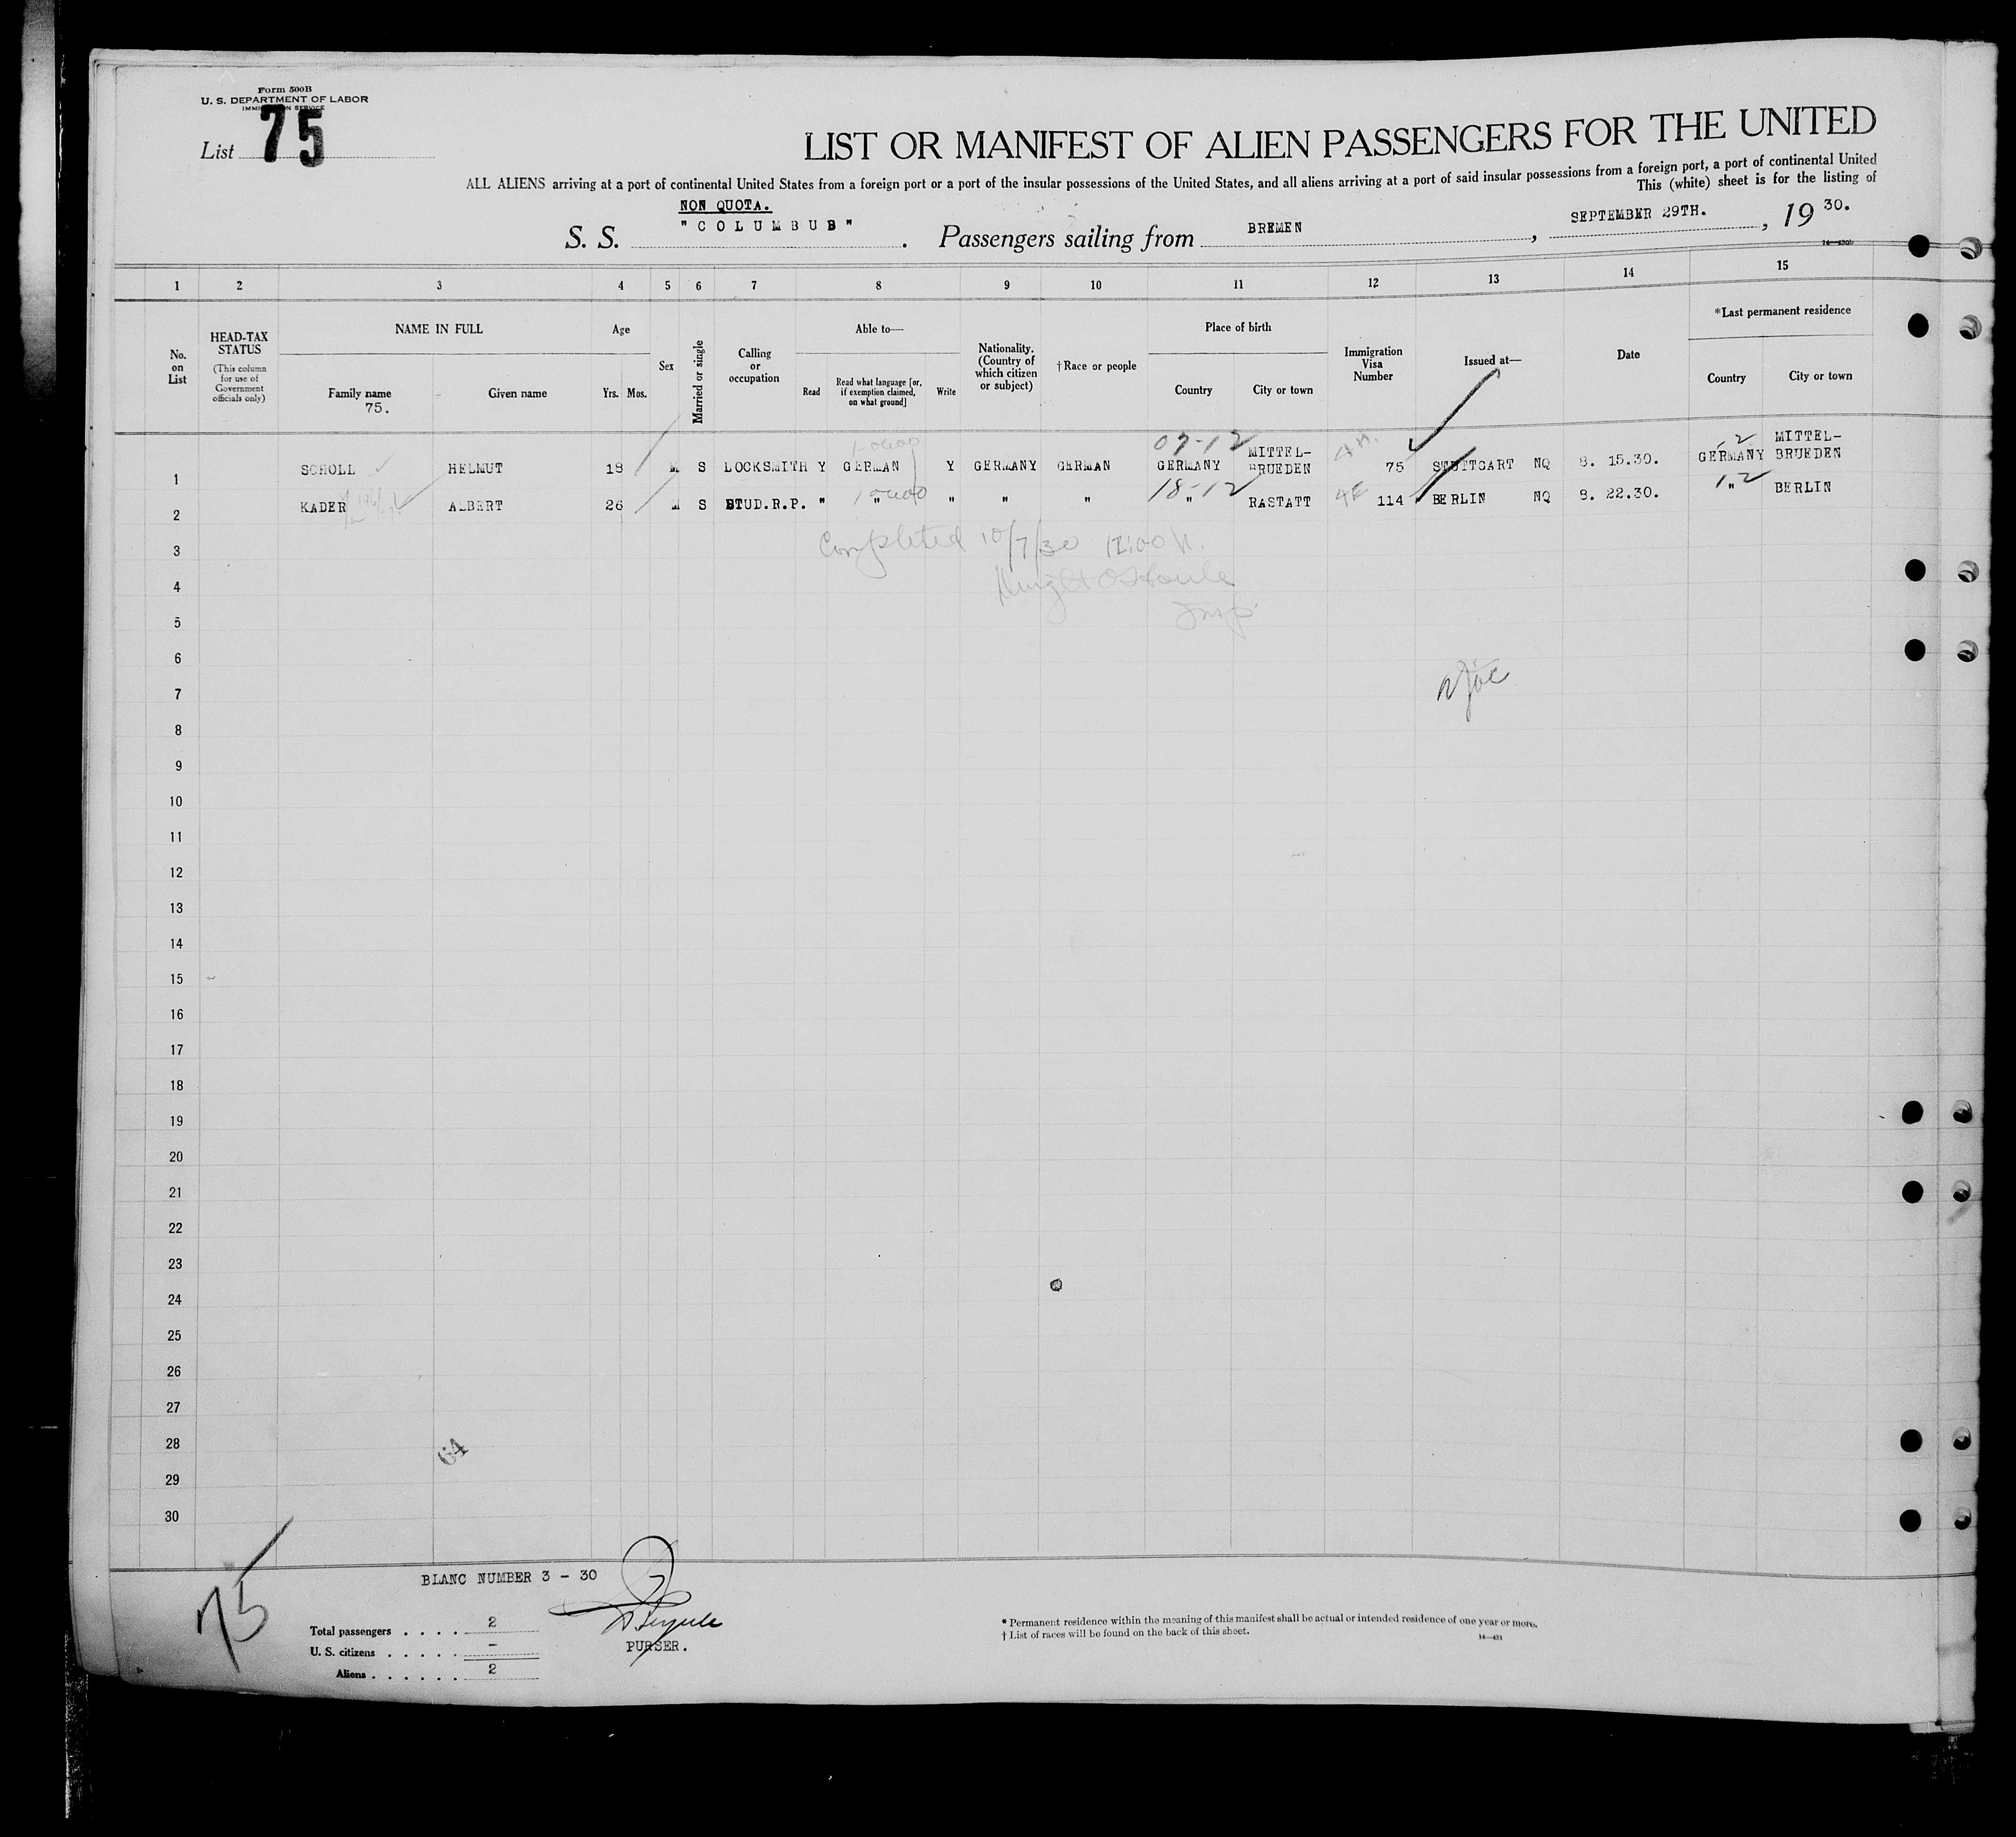 Form 500B
U. S. DEPARTMENT OF LABOR
IMMIGRATION SERVICE
List 75
LIST OR MANIFEST OF ALIEN PASSENGERS FOR THE UNITED
ALL ALIENS arriving at a port of continental United States from a foreign port or a port of the insular possessions of the United States, and all aliens arriving at a port of said insular possessions from a foreign port, a port of continental United
This (white) sheet is for the listing of
NON QUOTA.
S. S. "COLUMBUS". Passengers sailing from BREMEN, SEPTEMBER 29TH., 19 30.
14—430b
1 2 3 4 5 6 7 8 9 10 11 12 13 14 15
No. on List
HEAD-TAX STATUS
(This column for use of Government officials only)
NAME IN FULL
Family name
75.
Given name
Age
Yrs. Mos.
Sex
Married or single
Calling or occupation
Able to—
Read
Read what language [or, if exemption claimed, on what ground]
Write
Nationality. (Country of which citizen or subject)
†Race or people
Place of birth
Country
City or town
Immigration Visa Number
Issued at—
Date
*Last permanent residence
Country
City or town
07-12
1 SCHOLL HELMUT 18 M S LOCKSMITH Y GERMAN Y GERMANY GERMAN GERMANY MITTEL-BRUEDEN 75 STUTTGART NQ 8. 15.30. GERMANY MITTEL-BRUEDEN
18-12
2 KADER ALBERT 26 M S STUD.R.P. " " " " " " RASTATT 114 BERLIN NQ 8. 22.30. " BERLIN
Completed 10/7/30 12:00 N.
Insp
3
4
5
6
7
8
9
10
11
12
13
14
15
16
17
18
19
20
21
22
23
24
25
26
27
28
29
30
64
75
BLANC NUMBER 3 - 30
Total passengers . . . . 2
U. S. citizens . . . . . –
Aliens . . . . . . 2
PURSER.
* Permanent residence within the meaning of this manifest shall be actual or intended residence of one year or more.
† List of races will be found on the back of this sheet.
14—431